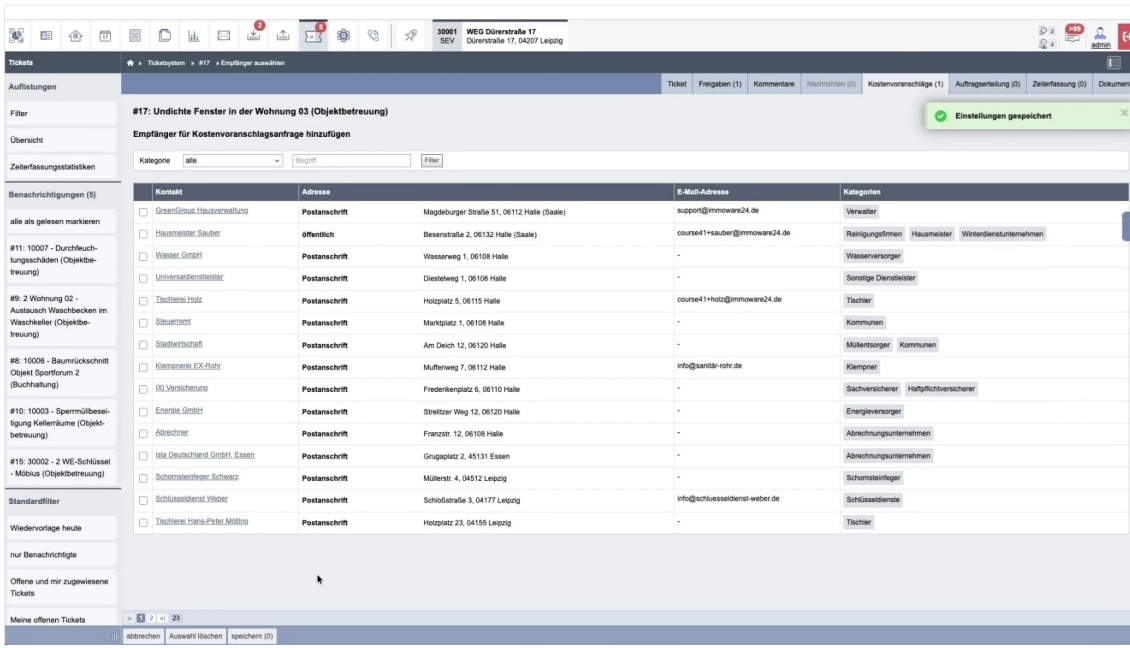 2
5
30001 WEG Dürerstraße 17
SEV Dürerstraße 17, 04207 Leipzig
2
2
>99
admin
Tickets
Ticketsystem » #17 » Empfänger auswählen
Auflistungen
Filter
Übersicht
Zeiterfassungsstatistiken
Benachrichtigungen (5)
alle als gelesen markieren
#11: 10007 - Durchfeuch-
tungsschäden (Objektbe-
treuung)
#9: 2 Wohnung 02 -
Austausch Waschbecken im
Waschkeller (Objektbe-
treuung)
#8: 10006 - Baumrückschnitt
Objekt Sportforum 2
(Buchhaltung)
#10: 10003 - Sperrmüllbesei-
tigung Kellerräume (Objekt-
betreuung)
#15: 30002 - 2 WE-Schlüssel
- Möbius (Objektbetreuung)
Standardfilter
Wiedervorlage heute
nur Benachrichtigte
Offene und mir zugewiesene
Tickets
Meine offenen Tickets
Ticket Freigaben (1) Kommentare Nachrichten (0) Kostenvoranschläge (1) Auftragserteilung (0) Zeiterfassung (0) Dokumen
#17: Undichte Fenster in der Wohnung 03 (Objektbetreuung)
Einstellungen gespeichert
Empfänger für Kostenvoranschlagsanfrage hinzufügen
Kategorie alle Begriff Filter
Kontakt Adresse E-Mail-Adresse Kategorien
GreenGroup Hausverwaltung Postanschrift Magdeburger Straße 51, 06112 Halle (Saale) support@immoware24.de Verwalter
Hausmeister Sauber öffentlich Besenstraße 2, 06132 Halle (Saale) course41+sauber@immoware24.de Reinigungsfirmen Hausmeister Winterdienstunternehmen
Wasser GmbH Postanschrift Wasserweg 1, 06108 Halle - Wasserversorger
Universaldienstleister Postanschrift Diestelweg 1, 06108 Halle - Sonstige Dienstleister
Tischlerei Holz Postanschrift Holzplatz 5, 06115 Halle course41+holz@immoware24.de Tischler
Steueramt Postanschrift Marktplatz 1, 06108 Halle - Kommunen
Stadtwirtschaft Postanschrift Am Deich 12, 06120 Halle - Müllentsorger Kommunen
Klempnerei EX-Rohr Postanschrift Muffenweg 7, 06112 Halle info@sanitär-rohr.de Klempner
IXI Versicherung Postanschrift Frederikenplatz 6, 06110 Halle - Sachversicherer Haftpflichtversicherer
Energie GmbH Postanschrift Strelitzer Weg 12, 06120 Halle - Energieversorger
Abrechner Postanschrift Franzstr. 12, 06108 Halle - Abrechnungsunternehmen
ista Deutschland GmbH, Essen Postanschrift Grugaplatz 2, 45131 Essen - Abrechnungsunternehmen
Schornsteinfeger Schwarz Postanschrift Müllerstr. 4, 04512 Leipzig - Schornsteinfeger
Schlüsseldienst Weber Postanschrift Schloßstraße 3, 04177 Leipzig info@schluesseldienst-weber.de Schlüsseldienste
Tischlerei Hans-Peter Mölling Postanschrift Holzplatz 23, 04155 Leipzig - Tischler
1 2 23
abbrechen Auswahl löschen speichern (0)